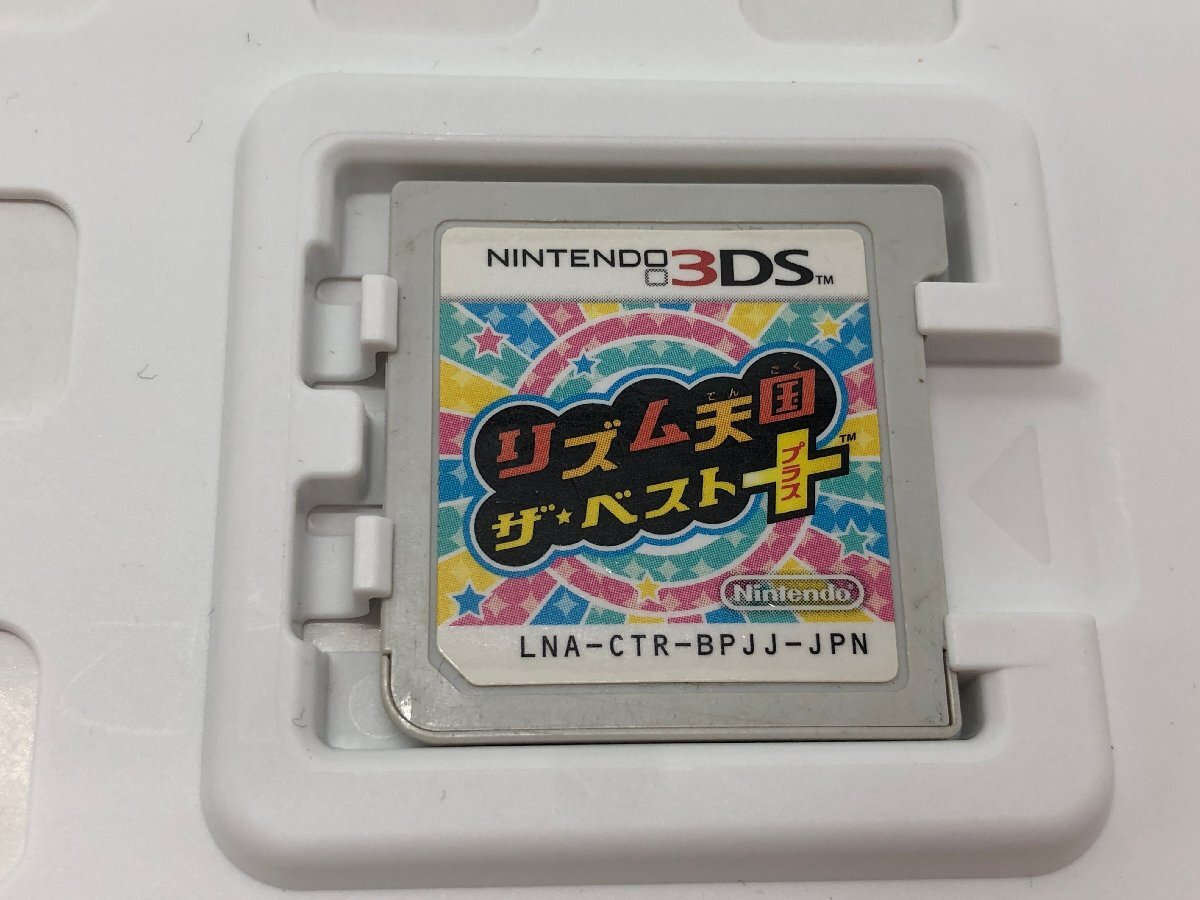 NINTENDO 3DS™
てんごく
リズム天国
ザ★ベスト+™
プラス
Nintendo
LNA-CTR-BPJJ-JPN